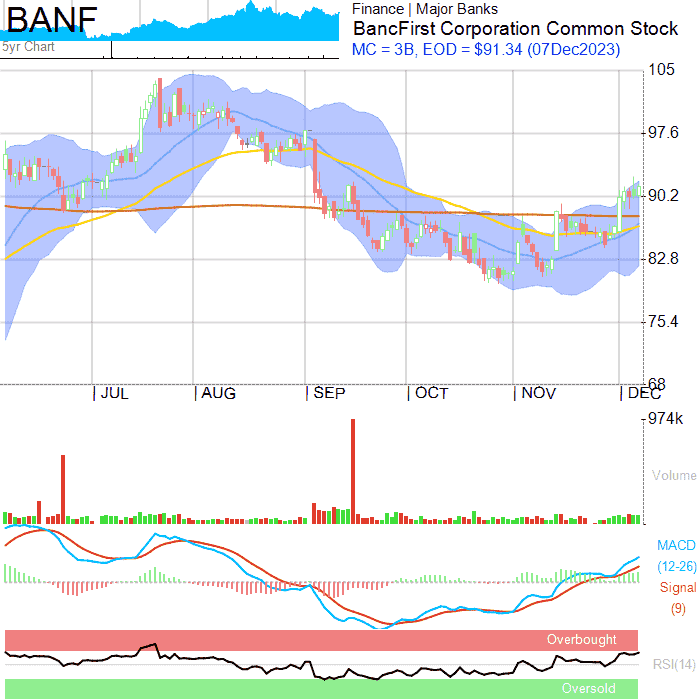 BANF
5yr Chart
Finance | Major Banks
BancFirst Corporation Common Stock
MC = 3B, EOD = $91.34 (07Dec2023)
105
97.6
90.2
82.8
75.4
68
JUL AUG SEP OCT NOV DEC
974k
Volume
MACD
(12-26)
Signal
(9)
Overbought
RSI(14)
Oversold